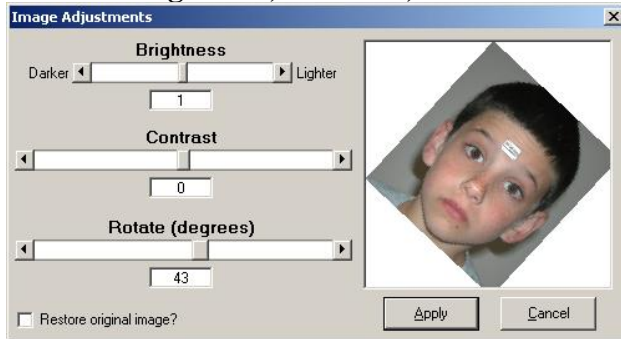 Image Adjustments
Brightness
Darker
Lighter
1
Contrast
0
Rotate (degrees)
43
Restore original image?
Apply
Cancel